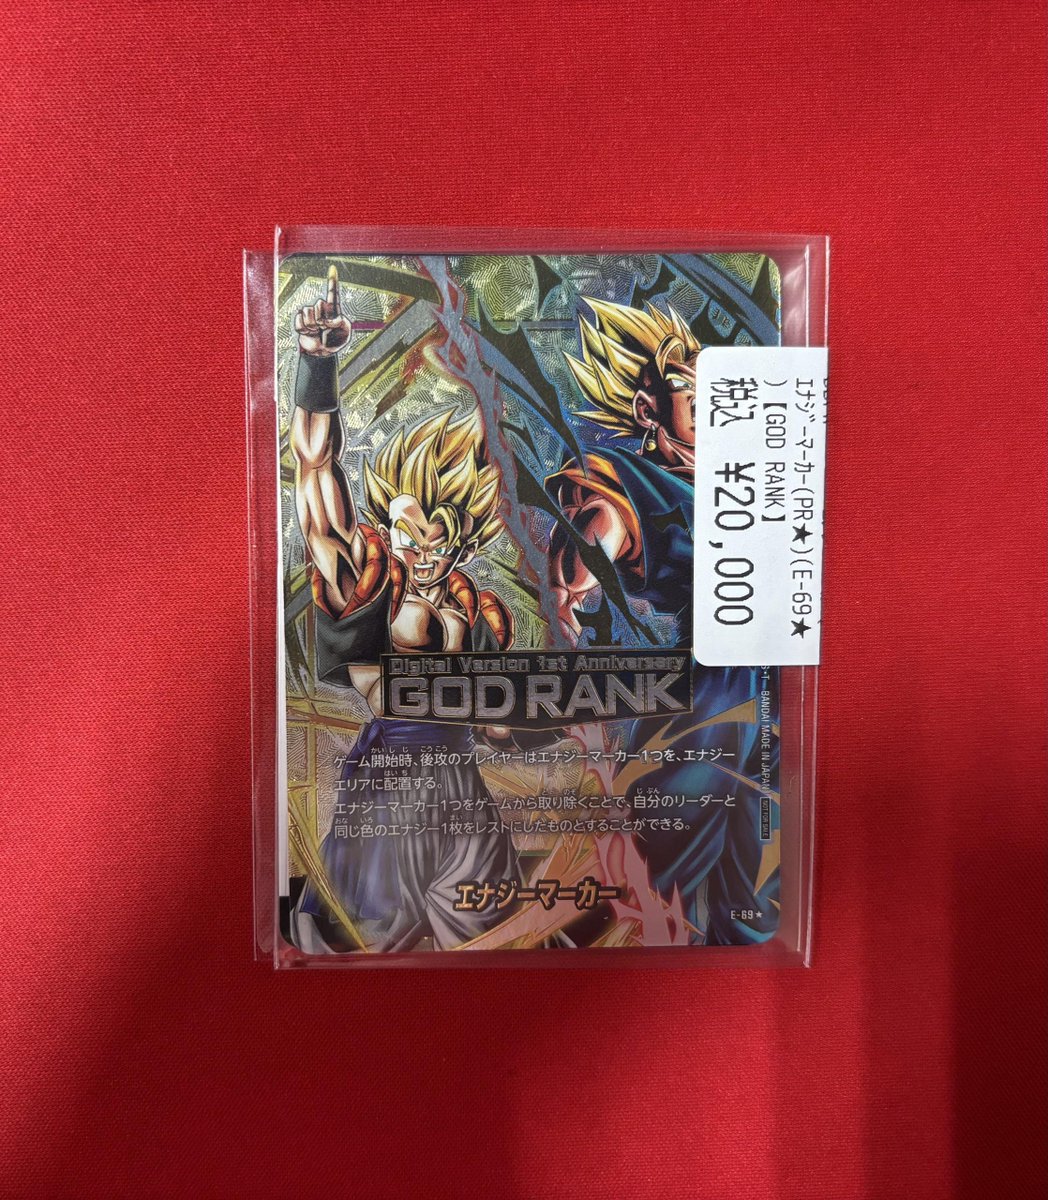 Digital Version 1st Anniversary
GOD RANK
ゲーム開始時、後攻のプレイヤーはエナジーマーカー1つを、エナジー
エリアに配置する。
エナジーマーカー1つをゲームから取り除くことで、自分のリーダーと
同じ色のエナジー1枚をレストにしたものとすることができる。
エナジーマーカー
E-69★
BANDAI MADE IN JAPAN
NOT FOR SALE
エナジーマーカー(PR★)(E-69★
)【GOD RANK】
税込 ¥20,000